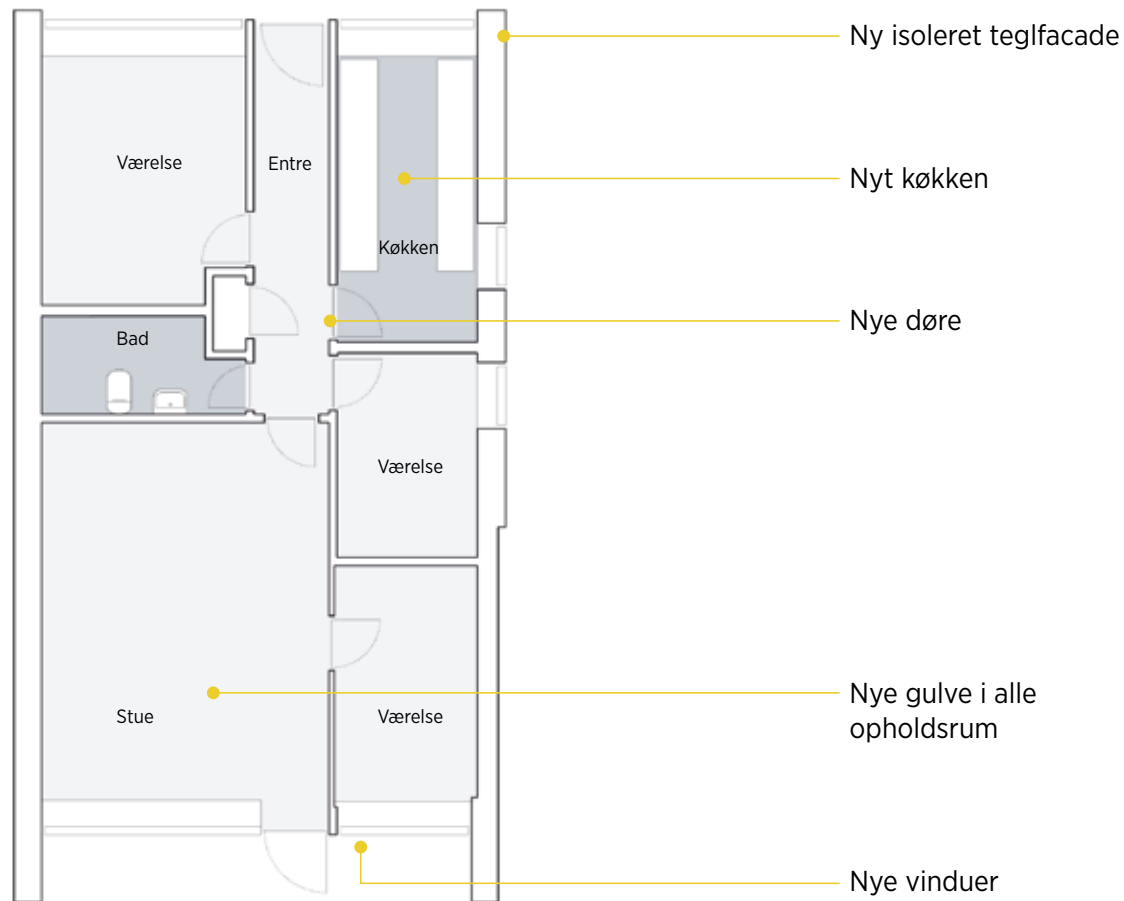 Ny isoleret teglfacade
Værelse
Entre
Nyt køkken
Køkken
Nye døre
Bad
Værelse
Nye gulve i alle
opholdsrum
Stue
Værelse
Nye vinduer